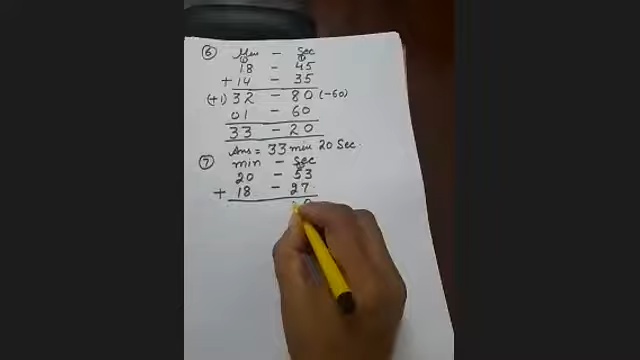 ⑥ Min - Sec
18 - 45
+ 14 - 35
(+1) 32 - 80 (-60)
01 - 60
33 - 20
Ans = 33 min 20 Sec.
⑦ min - sec
20 - 53
+ 18 - 27